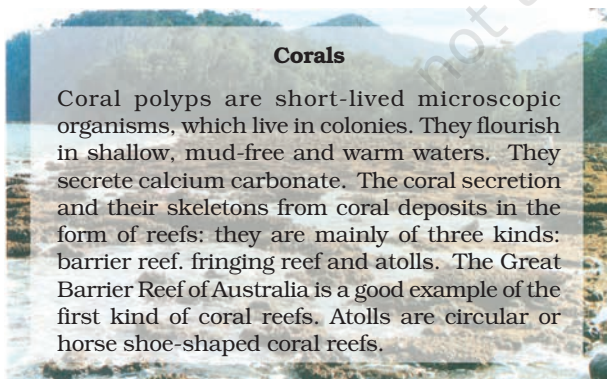 not
Corals
Coral polyps are short-lived microscopic
organisms, which live in colonies. They flourish
in shallow, mud-free and warm waters. They
secrete calcium carbonate. The coral secretion
and their skeletons from coral deposits in the
form of reefs: they are mainly of three kinds:
barrier reef. fringing reef and atolls. The Great
Barrier Reef of Australia is a good example of the
first kind of coral reefs. Atolls are circular or
horse shoe-shaped coral reefs.